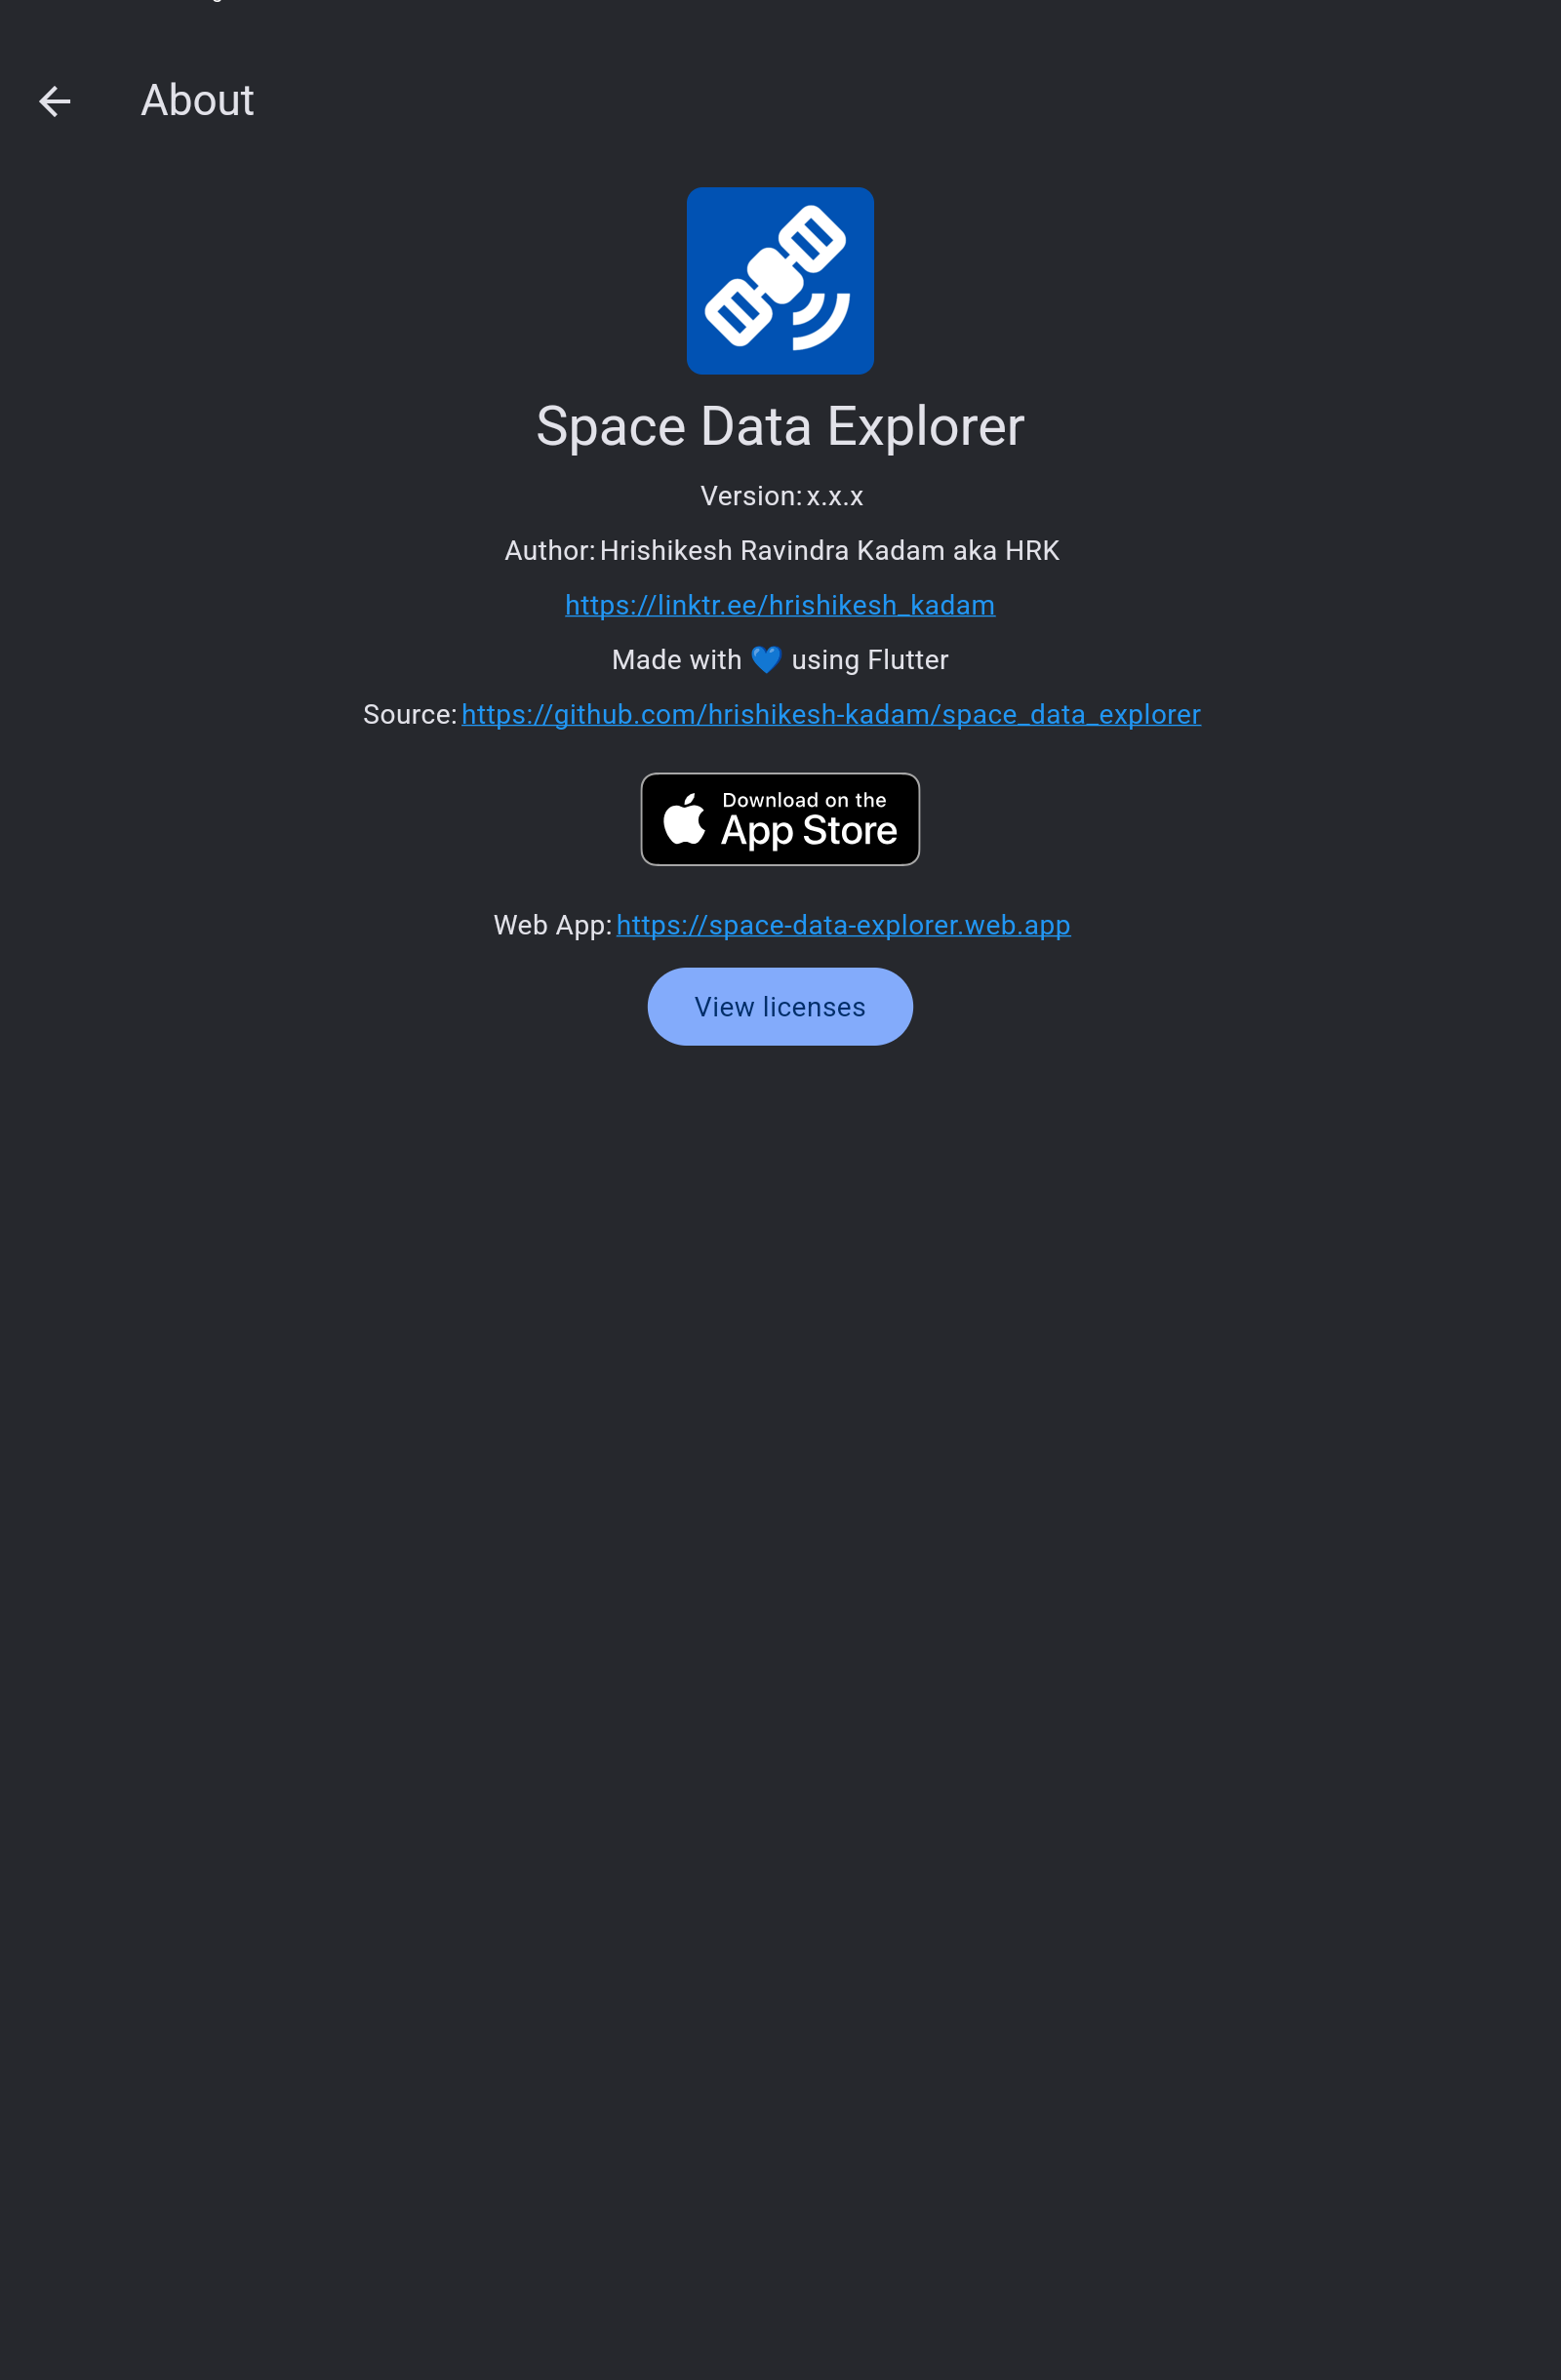 About
Space Data Explorer
Version: x.x.x
Author: Hrishikesh Ravindra Kadam aka HRK
https://linktr.ee/hrishikesh_kadam
Made with 💙 using Flutter
Source: https://github.com/hrishikesh-kadam/space_data_explorer
Download on the
App Store
Web App: https://space-data-explorer.web.app
View licenses